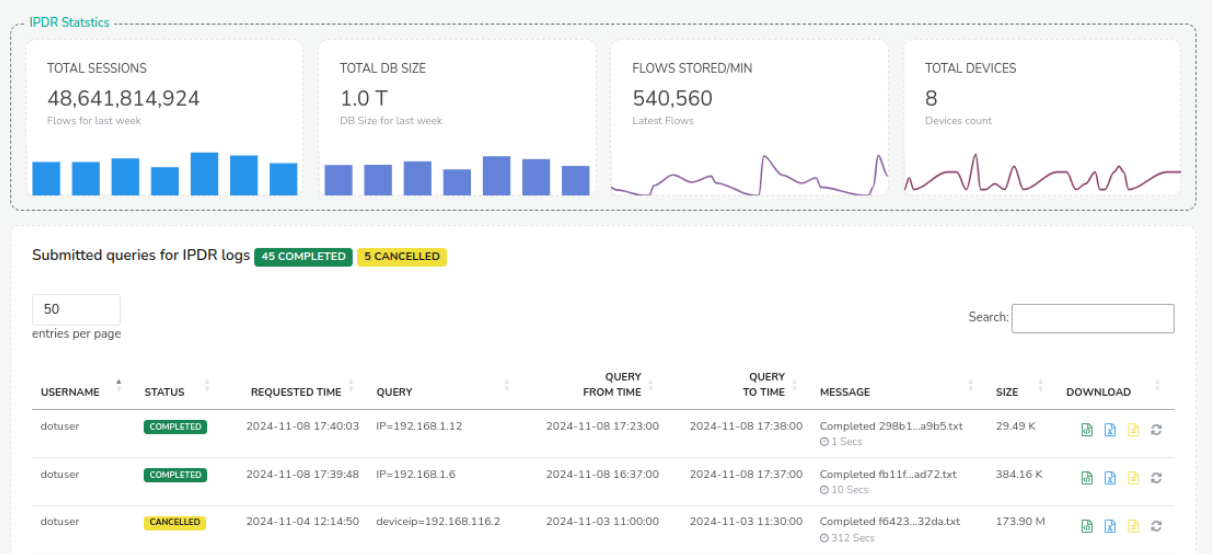 IPDR Statstics
TOTAL SESSIONS
48,641,814,924
Flows for last week
TOTAL DB SIZE
1.0 T
DB Size for last week
FLOWS STORED/MIN
540,560
Latest Flows
TOTAL DEVICES
8
Devices count
Submitted queries for IPDR logs 45 COMPLETED 5 CANCELLED
50
entries per page
Search:
USERNAME STATUS REQUESTED TIME QUERY QUERY FROM TIME QUERY TO TIME MESSAGE SIZE DOWNLOAD
dotuser COMPLETED 2024-11-08 17:40:03 IP=192.168.1.12 2024-11-08 17:23:00 2024-11-08 17:38:00 Completed 298b1...a9b5.txt 29.49 K
1 Secs
dotuser COMPLETED 2024-11-08 17:39:48 IP=192.168.1.6 2024-11-08 16:37:00 2024-11-08 17:37:00 Completed fb11f...ad72.txt 384.16 K
10 Secs
dotuser CANCELLED 2024-11-04 12:14:50 deviceip=192.168.116.2 2024-11-03 11:00:00 2024-11-03 11:30:00 Completed f6423...32da.txt 173.90 M
312 Secs